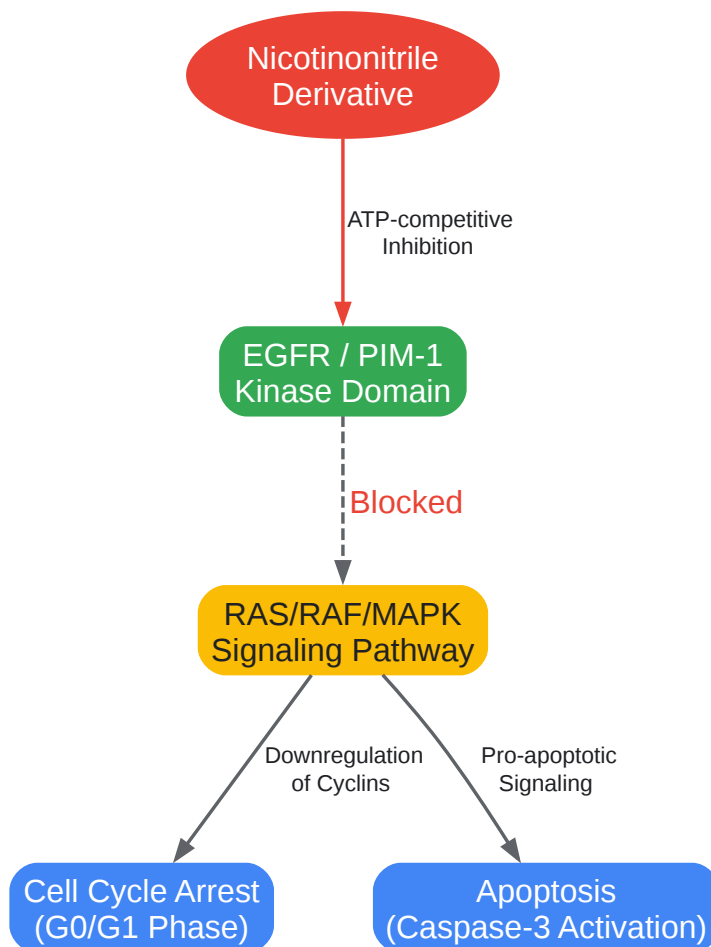 Nicotinonitrile
Derivative
ATP-competitive
Inhibition
EGFR / PIM-1
Kinase Domain
Blocked
RAS/RAF/MAPK
Signaling Pathway
Downregulation
of Cyclins
Pro-apoptotic
Signaling
Cell Cycle Arrest
(G0/G1 Phase)
Apoptosis
(Caspase-3 Activation)